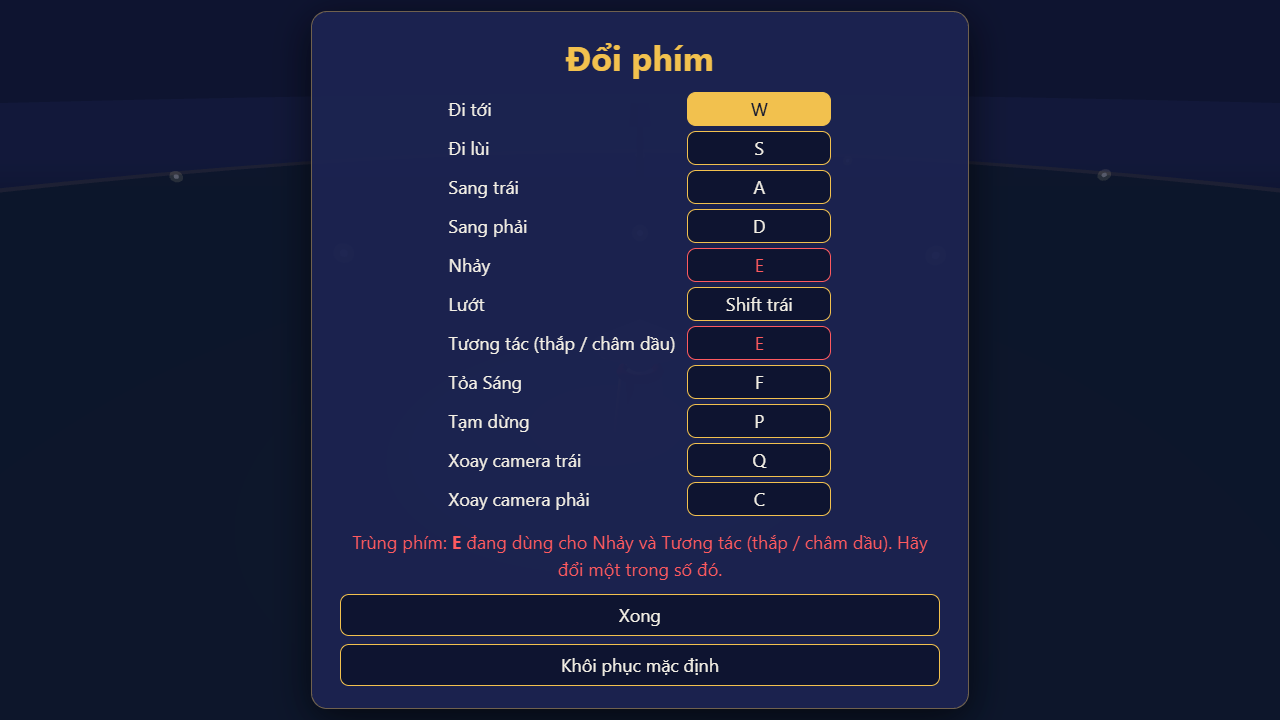 Đổi phím
Đi tới W
Đi lùi S
Sang trái A
Sang phải D
Nhảy E
Lướt Shift trái
Tương tác (thắp / châm dầu) E
Tỏa Sáng F
Tạm dừng P
Xoay camera trái Q
Xoay camera phải C
Trùng phím: E đang dùng cho Nhảy và Tương tác (thắp / châm dầu). Hãy
đổi một trong số đó.
Xong
Khôi phục mặc định